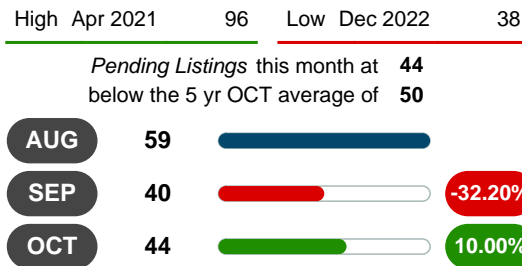 High Apr 2021 96 Low Dec 2022 38
Pending Listings this month at 44
below the 5 yr OCT average of 50
AUG 59
SEP 40 -32.20%
OCT 44 10.00%